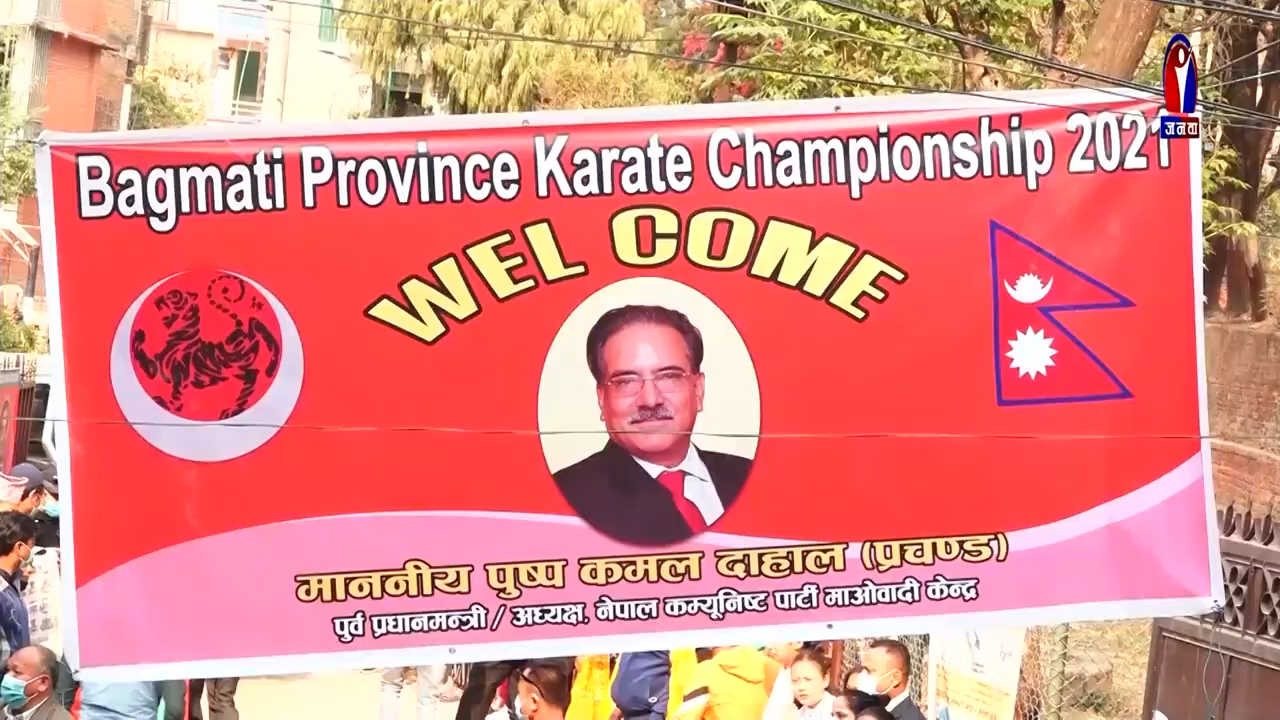 जनता
Bagmati Province Karate Championship 2021
WEL COME
माननीय पुष्प कमल दाहाल (प्रचण्ड)
पुर्व प्रधानमन्त्री / अध्यक्ष, नेपाल कम्यूनिष्ट पार्टी माओवादी केन्द्र